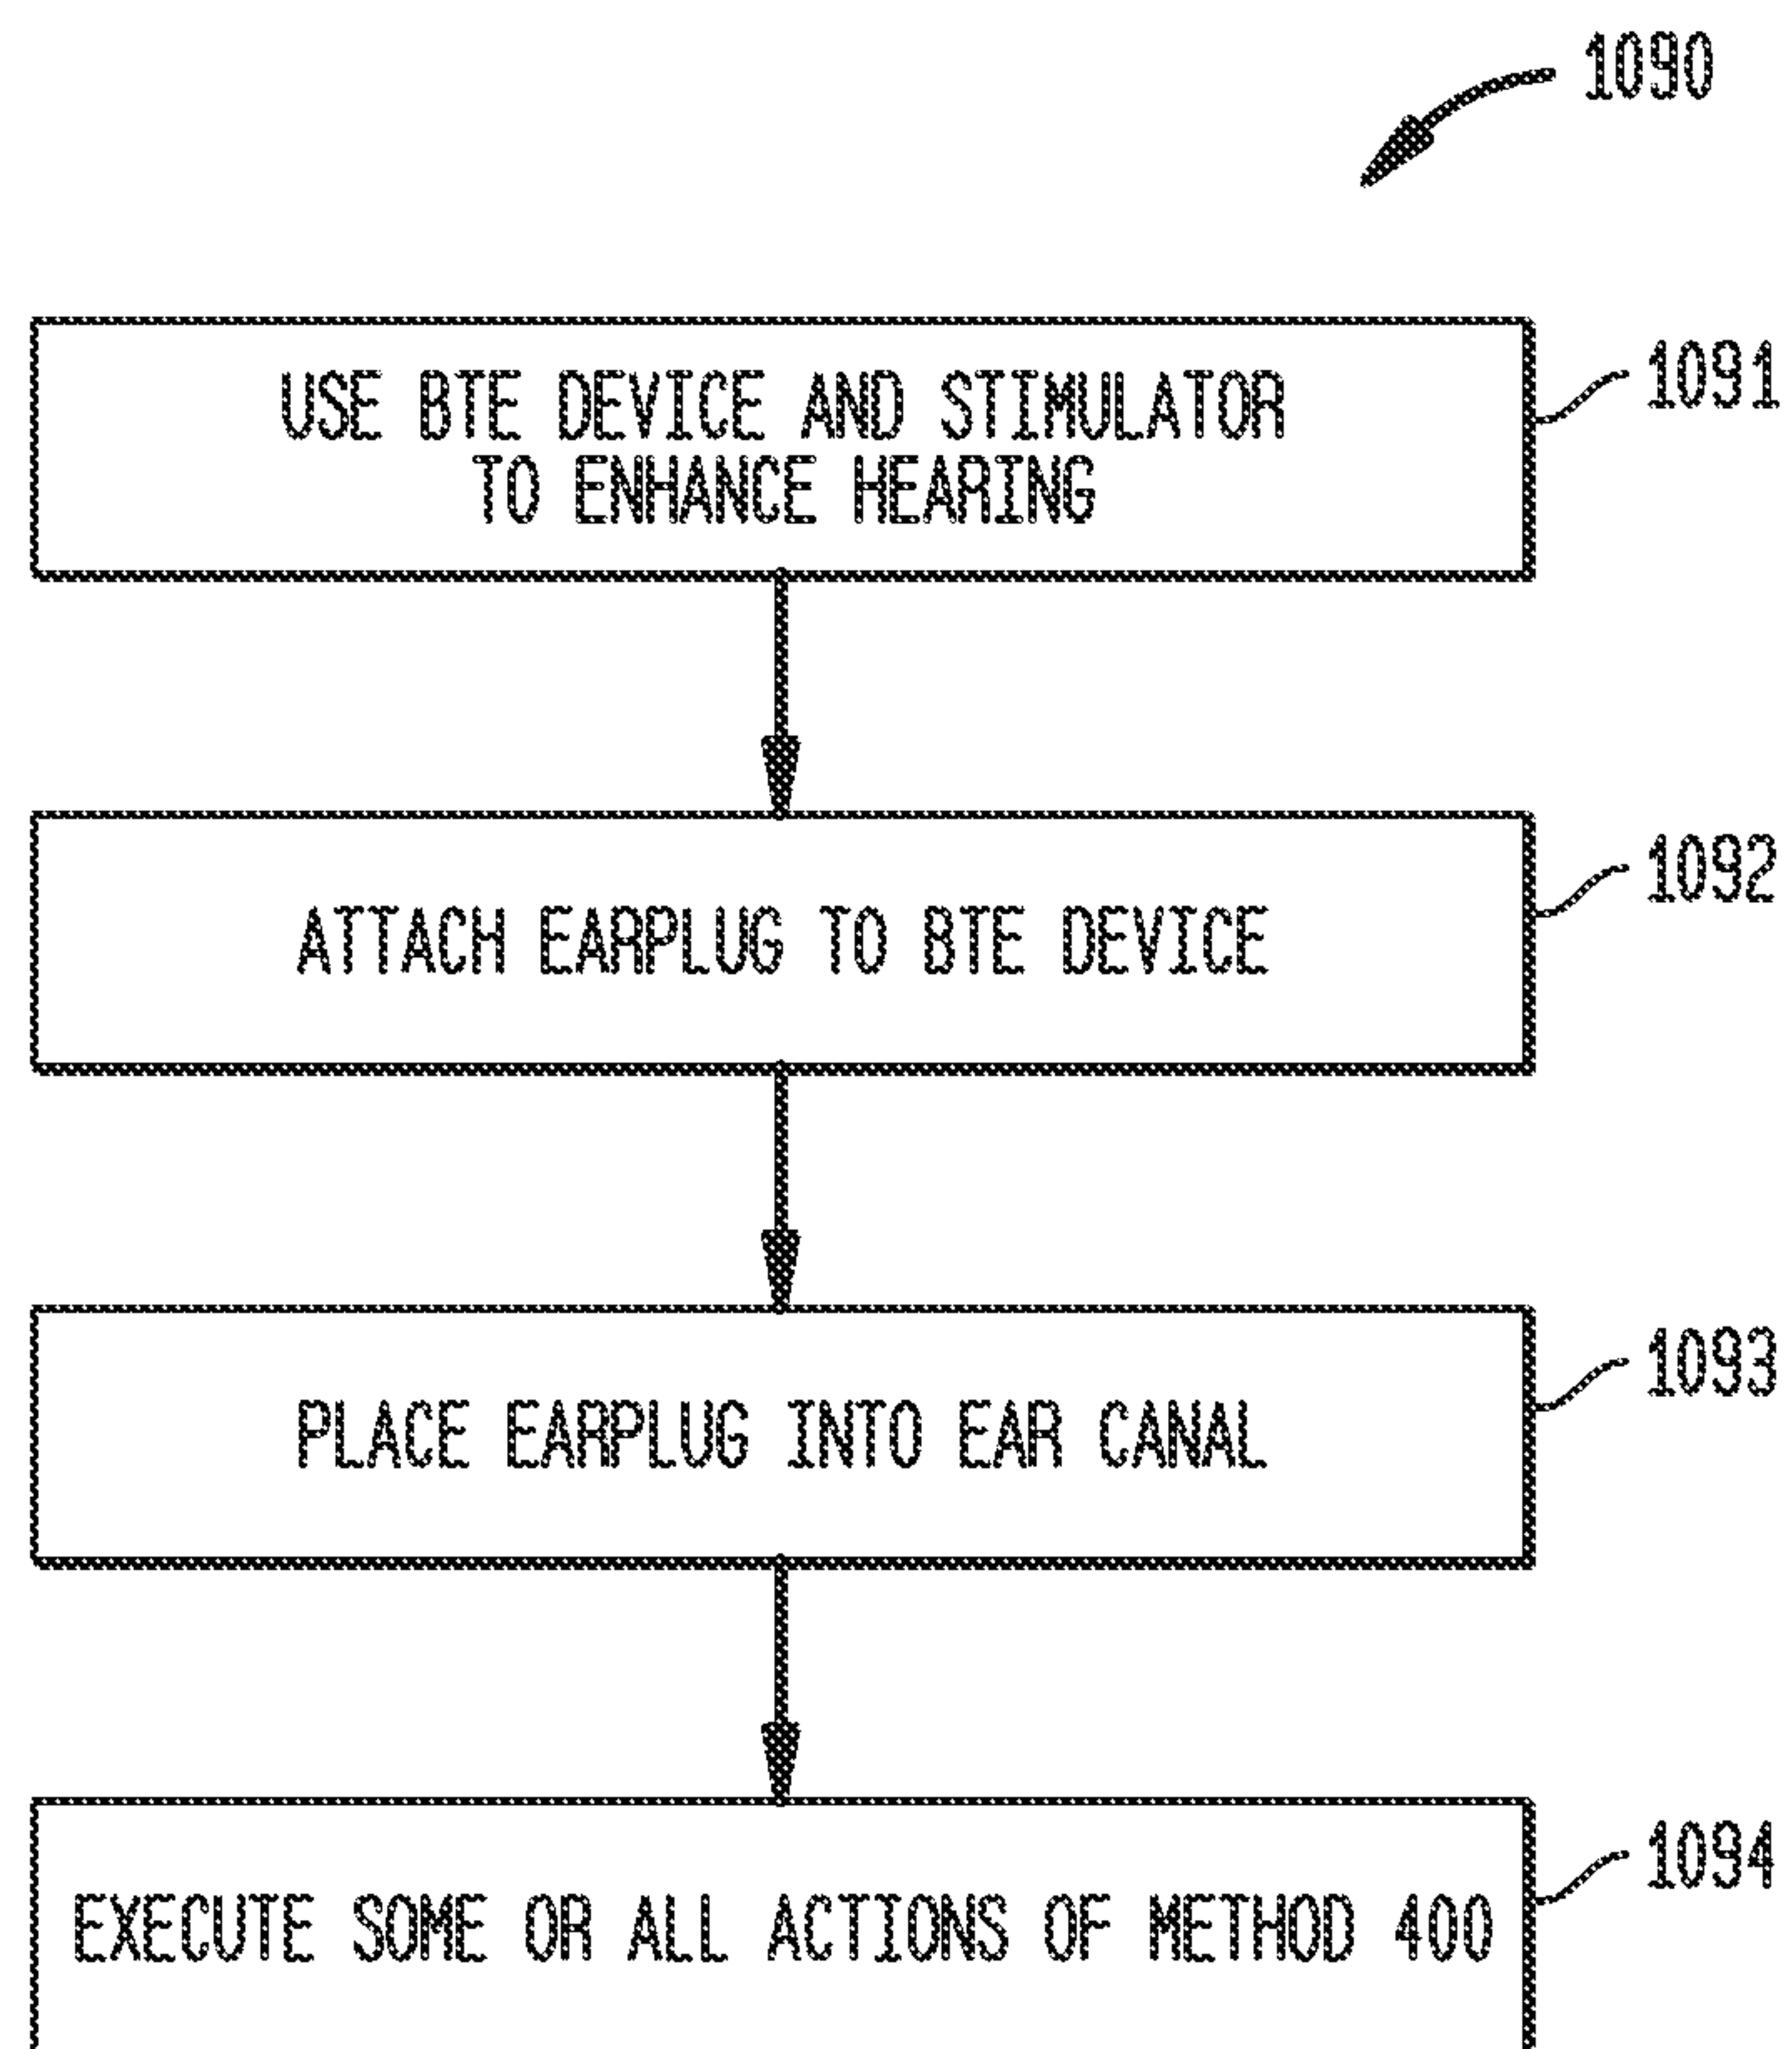 1090
USE BTE DEVICE AND STIMULATOR
TO ENHANCE HEARING
1091
ATTACH EARPLUG TO BTE DEVICE
1092
PLACE EARPLUG INTO EAR CANAL
1093
EXECUTE SOME OR ALL ACTIONS OF METHOD 400
1094